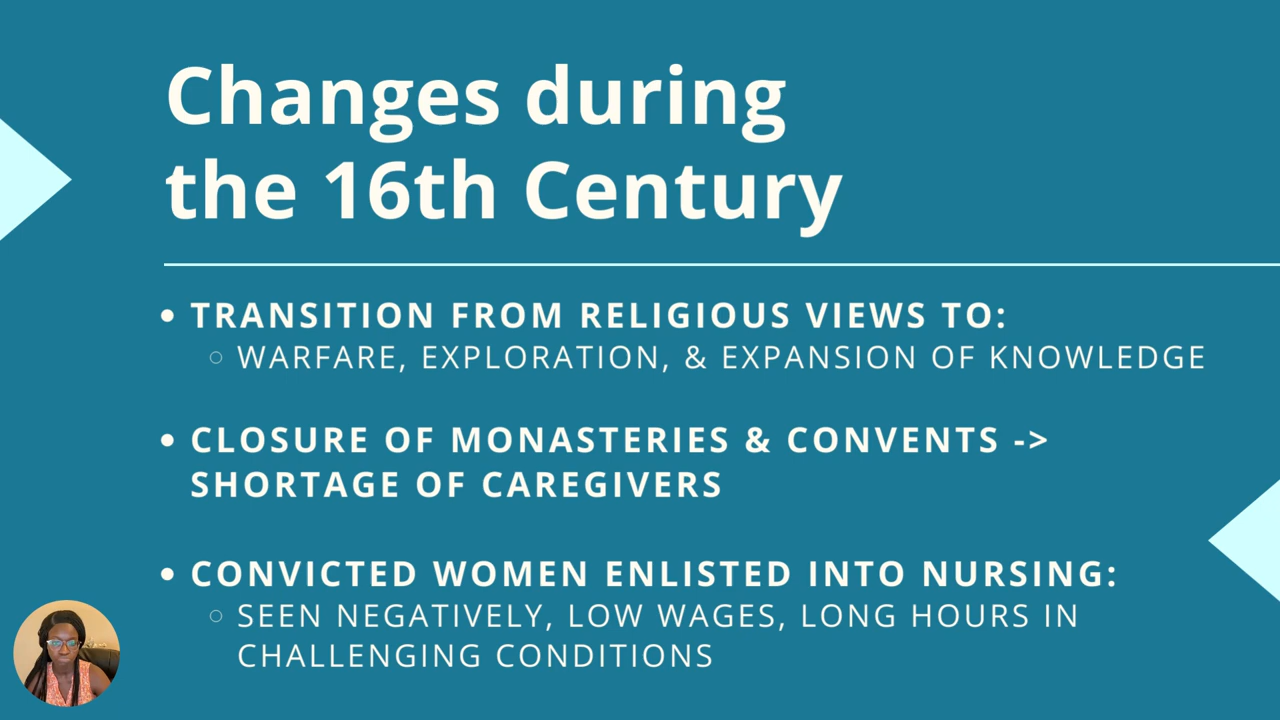 Changes during
the 16th Century
• TRANSITION FROM RELIGIOUS VIEWS TO:
○ WARFARE, EXPLORATION, & EXPANSION OF KNOWLEDGE
• CLOSURE OF MONASTERIES & CONVENTS ->
SHORTAGE OF CAREGIVERS
• CONVICTED WOMEN ENLISTED INTO NURSING:
○ SEEN NEGATIVELY, LOW WAGES, LONG HOURS IN
CHALLENGING CONDITIONS